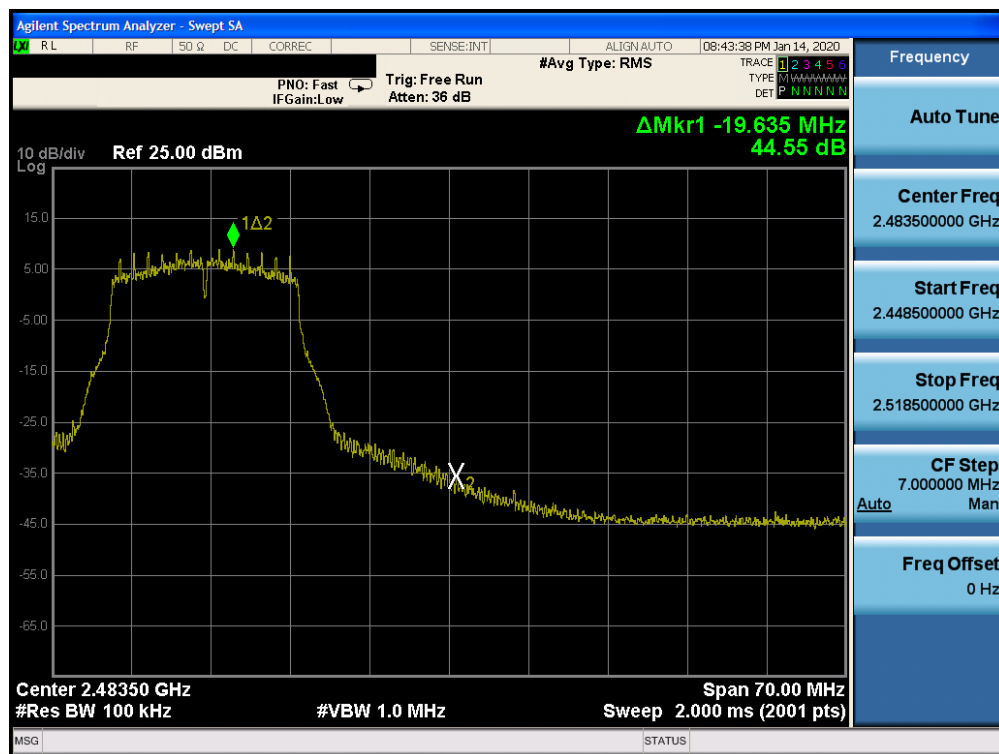 Agilent Spectrum Analyzer - Swept SA
LXI RL RF 50 Ω DC CORREC SENSE:INT ALIGN AUTO 08:43:38 PM Jan 14, 2020
#Avg Type: RMS TRACE 1 2 3 4 5 6
PNO: Fast Trig: Free Run TYPE M WWWWW
IFGain:Low Atten: 36 dB DET P N N N N N
ΔMkr1 -19.635 MHz
44.55 dB
10 dB/div Ref 25.00 dBm
Log
15.0
1Δ2
5.00
-5.00
-15.0
-25.0
-35.0
X2
-45.0
-55.0
-65.0
Center 2.48350 GHz Span 70.00 MHz
#Res BW 100 kHz #VBW 1.0 MHz Sweep 2.000 ms (2001 pts)
MSG STATUS
Frequency
Auto Tune
Center Freq
2.483500000 GHz
Start Freq
2.448500000 GHz
Stop Freq
2.518500000 GHz
CF Step
7.000000 MHz
Auto Man
Freq Offset
0 Hz